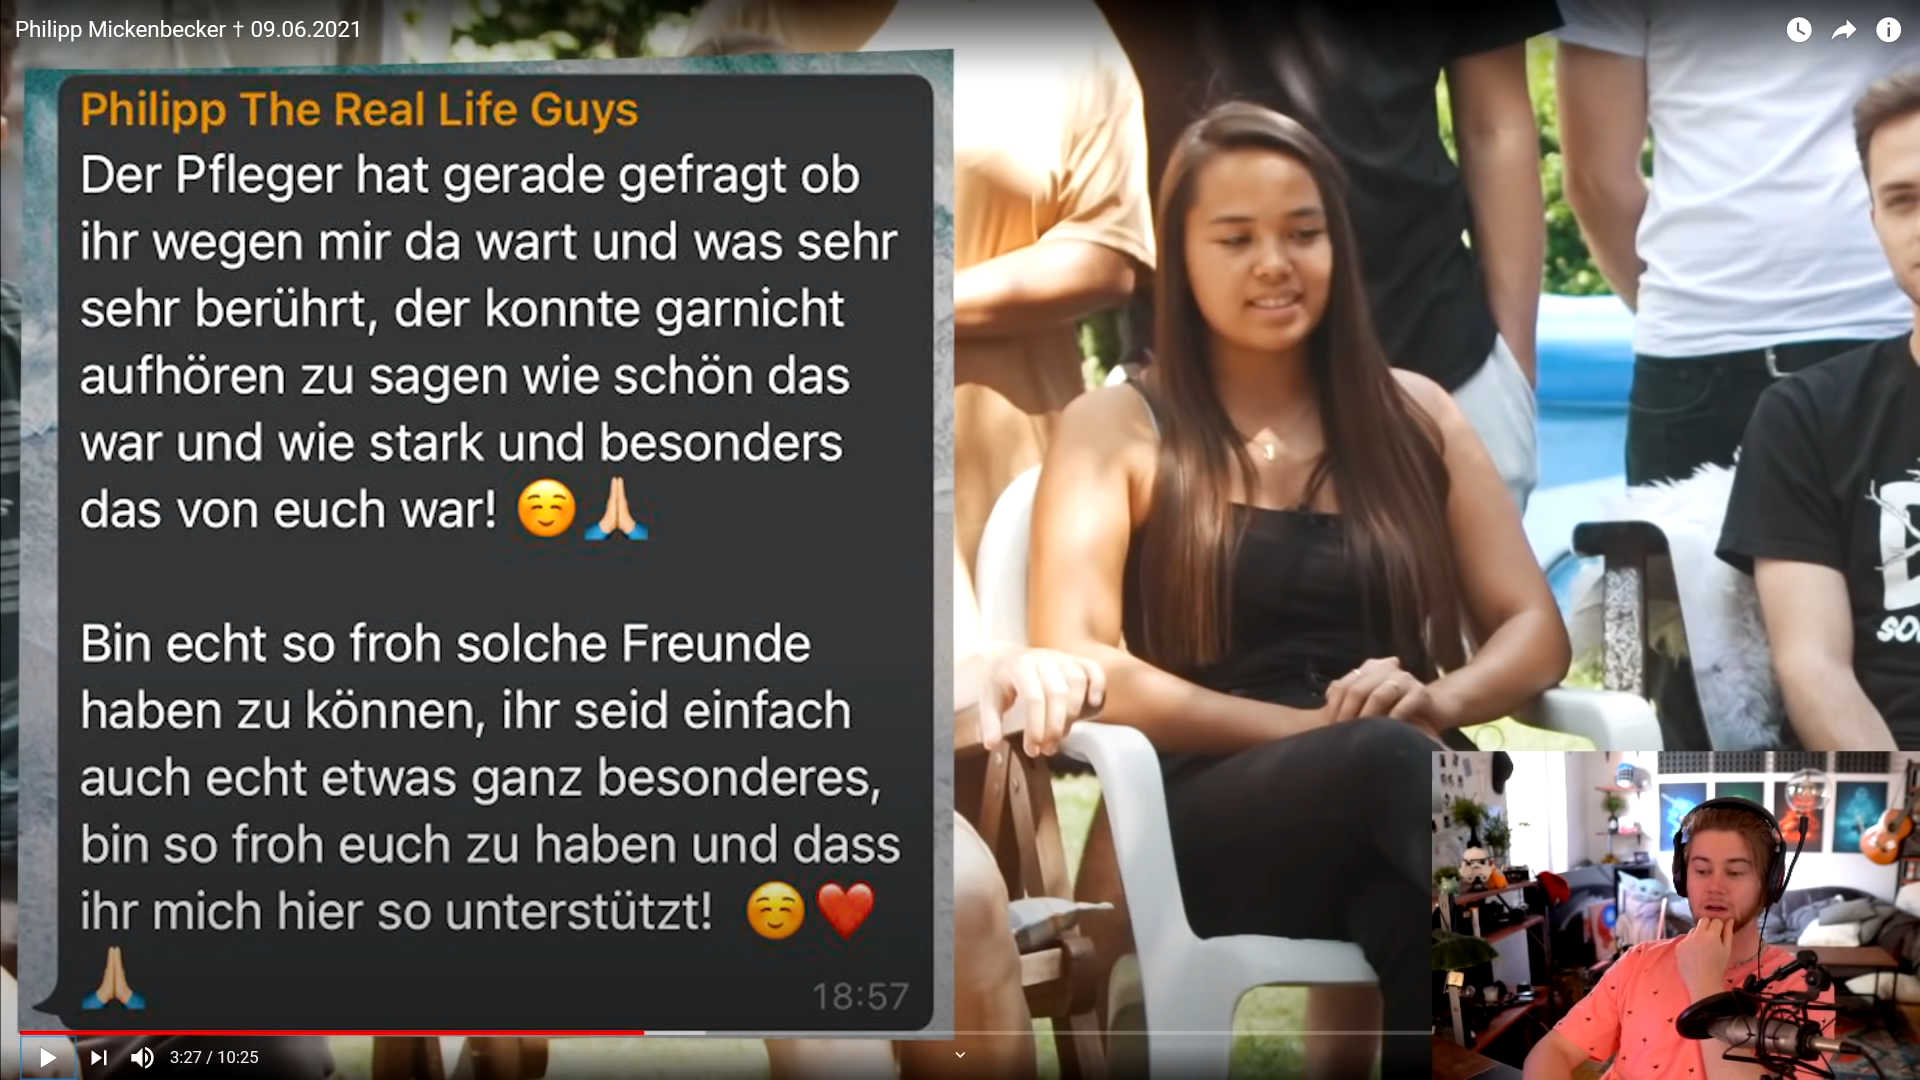 Philipp Mickenbecker † 09.06.2021
Philipp The Real Life Guys
Der Pfleger hat gerade gefragt ob
ihr wegen mir da wart und was sehr
sehr berührt, der konnte garnicht
aufhören zu sagen wie schön das
war und wie stark und besonders
das von euch war! ☺️🙏🏼
Bin echt so froh solche Freunde
haben zu können, ihr seid einfach
auch echt etwas ganz besonderes,
bin so froh euch zu haben und dass
ihr mich hier so unterstützt! ☺️❤️
🙏🏼
18:57
3:27 / 10:25